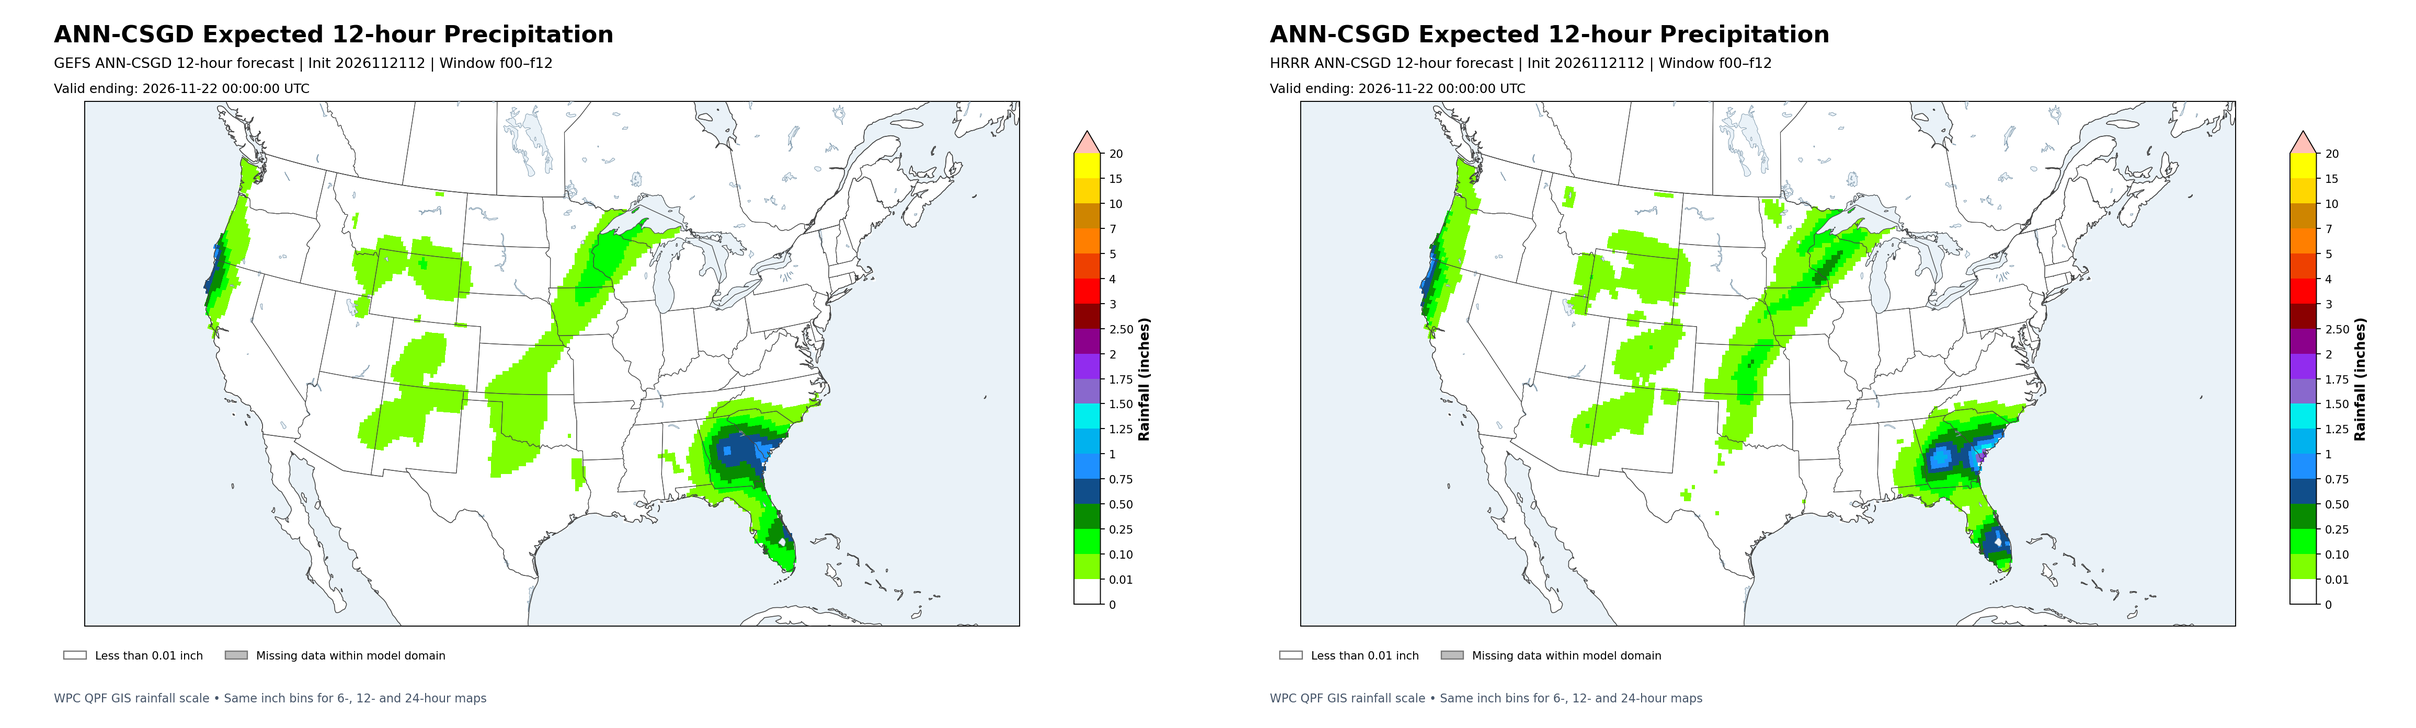 ANN-CSGD Expected 12-hour Precipitation
GEFS ANN-CSGD 12-hour forecast | Init 2026112112 | Window f00–f12
Valid ending: 2026-11-22 00:00:00 UTC
20
15
10
7
5
4
3
2.50
2
1.75
1.50
1.25
1
0.75
0.50
0.25
0.10
0.01
0
Rainfall (inches)
Less than 0.01 inch
Missing data within model domain
WPC QPF GIS rainfall scale • Same inch bins for 6-, 12- and 24-hour maps
ANN-CSGD Expected 12-hour Precipitation
HRRR ANN-CSGD 12-hour forecast | Init 2026112112 | Window f00–f12
Valid ending: 2026-11-22 00:00:00 UTC
20
15
10
7
5
4
3
2.50
2
1.75
1.50
1.25
1
0.75
0.50
0.25
0.10
0.01
0
Rainfall (inches)
Less than 0.01 inch
Missing data within model domain
WPC QPF GIS rainfall scale • Same inch bins for 6-, 12- and 24-hour maps